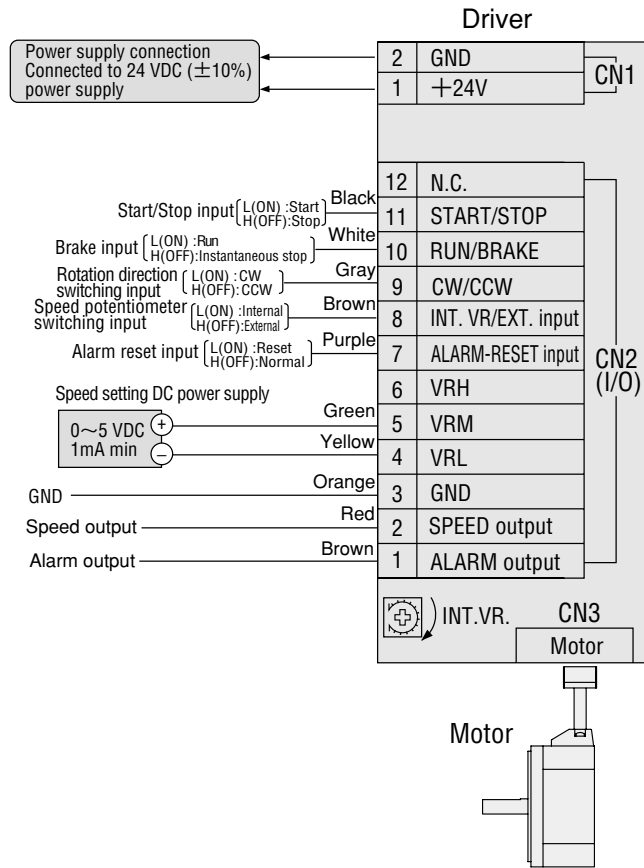 Driver
Power supply connection
Connected to 24 VDC (±10%)
power supply
2 GND
1 +24V
CN1
12 N.C.
Start/Stop input L(ON) :Start
H(OFF):Stop
Black
11 START/STOP
Brake input L(ON) :Run
H(OFF):Instantaneous stop
White
10 RUN/BRAKE
Rotation direction
switching input
L(ON) :CW
H(OFF):CCW
Gray
9 CW/CCW
Speed potentiometer
switching input
L(ON) :Internal
H(OFF):External
Brown
8 INT. VR/EXT. input
Alarm reset input L(ON) :Reset
H(OFF):Normal
Purple
7 ALARM-RESET input
CN2
(I/O)
6 VRH
Speed setting DC power supply
0~5 VDC
1mA min
+
−
Green
5 VRM
Yellow
4 VRL
GND Orange 3 GND
Speed output Red 2 SPEED output
Alarm output Brown 1 ALARM output
INT.VR.
CN3
Motor
Motor